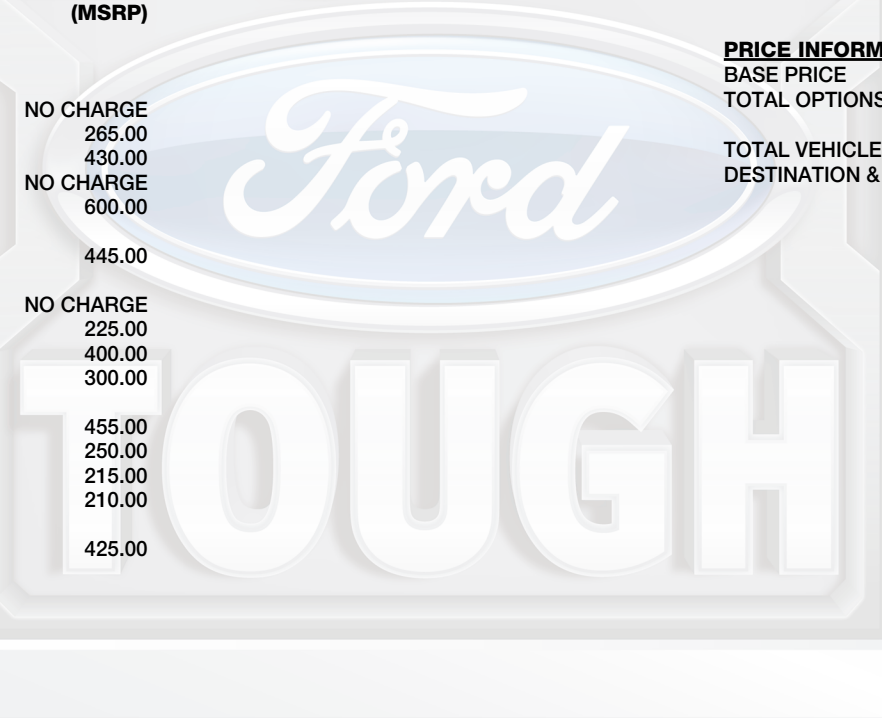 (MSRP)
NO CHARGE
265.00
430.00
NO CHARGE
600.00
445.00
NO CHARGE
225.00
400.00
300.00
455.00
250.00
215.00
210.00
425.00
PRICE INFORM
BASE PRICE
TOTAL OPTIONS
TOTAL VEHICLE
DESTINATION &
Ford
TOUGH